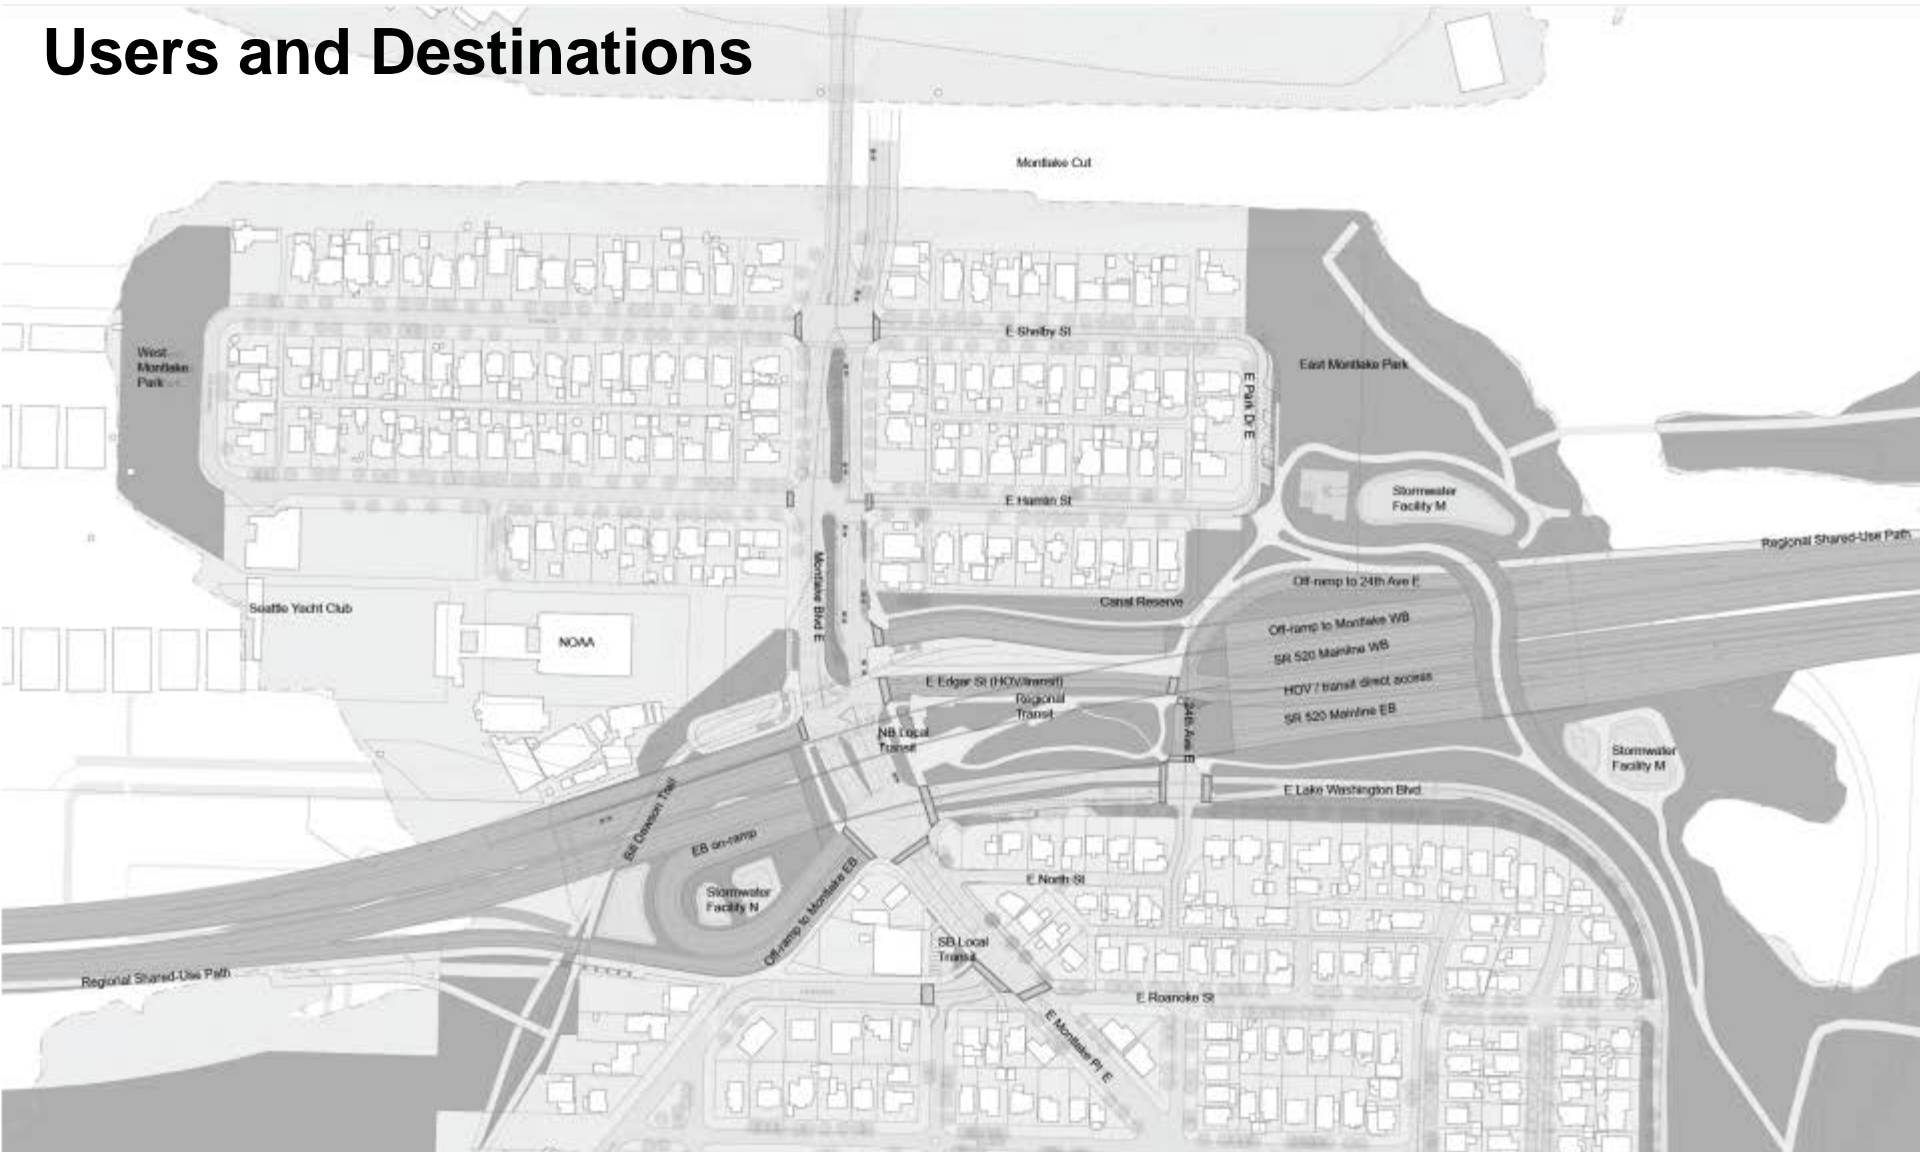 Users and Destinations
Montlake Cut
E Shelby St
West
Montlake
Park
East Montlake Park
E Park Dr E
E Hamlin St
Stormwater
Facility M
Regional Shared-Use Path
Montlake Blvd E
Off-ramp to 24th Ave E
Canal Reserve
Seattle Yacht Club
NOAA
Off-ramp to Montlake WB
SR 520 Mainline WB
E Edgar St (HOV/transit)
HOV / transit direct access
Regional
Transit
SR 520 Mainline EB
24th Ave E
NB Local
Transit
Stormwater
Facility M
E Lake Washington Blvd
Bill Dawson Trail
EB on-ramp
E North St
Stormwater
Facility N
Off-ramp to Montlake EB
SB Local
Transit
Regional Shared-Use Path
E Roanoke St
E Montlake Pl E